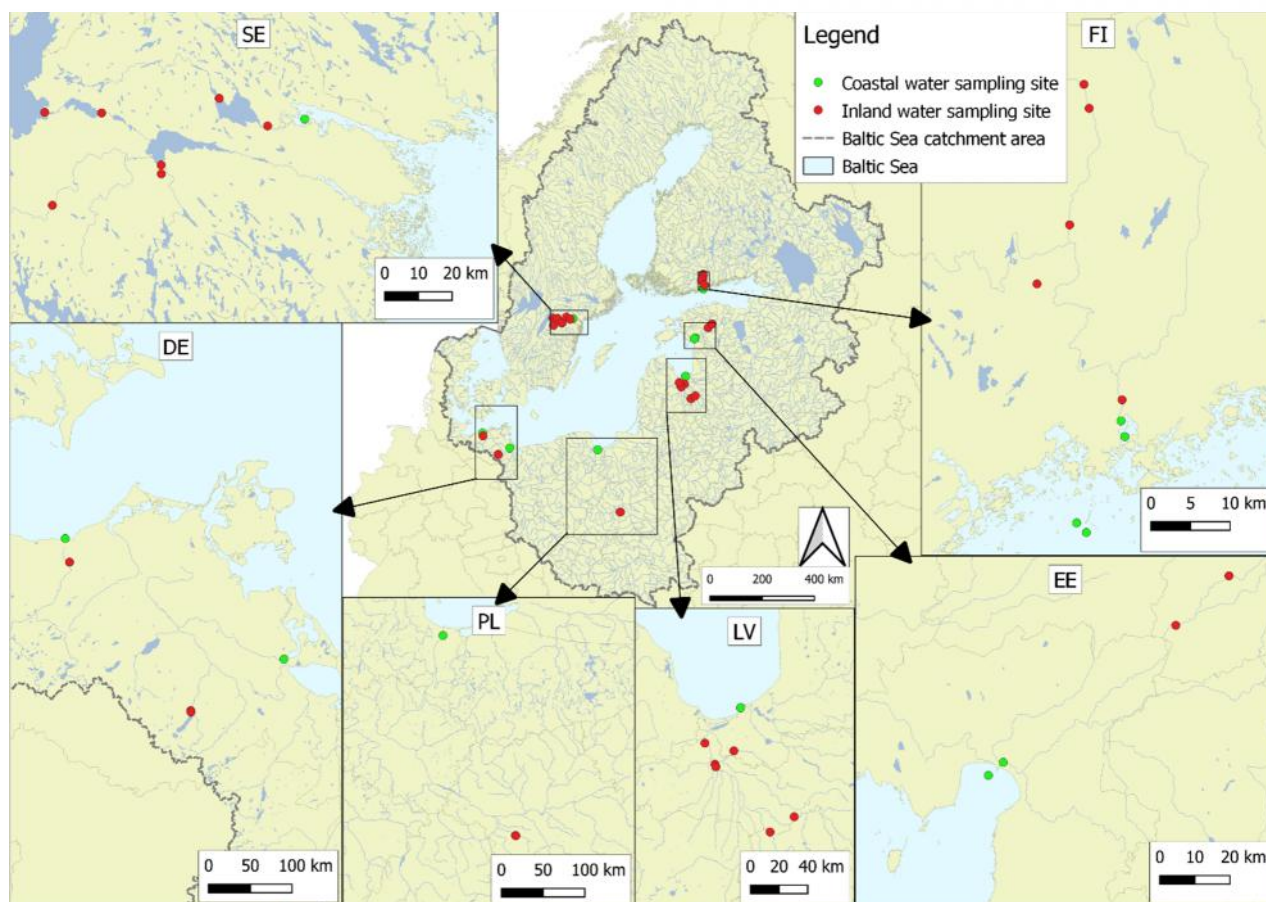 SE
0 10 20 km
Legend
Coastal water sampling site
Inland water sampling site
Baltic Sea catchment area
Baltic Sea
FI
0 5 10 km
DE
0 50 100 km
0 200 400 km
PL
0 50 100 km
LV
0 20 40 km
EE
0 10 20 km